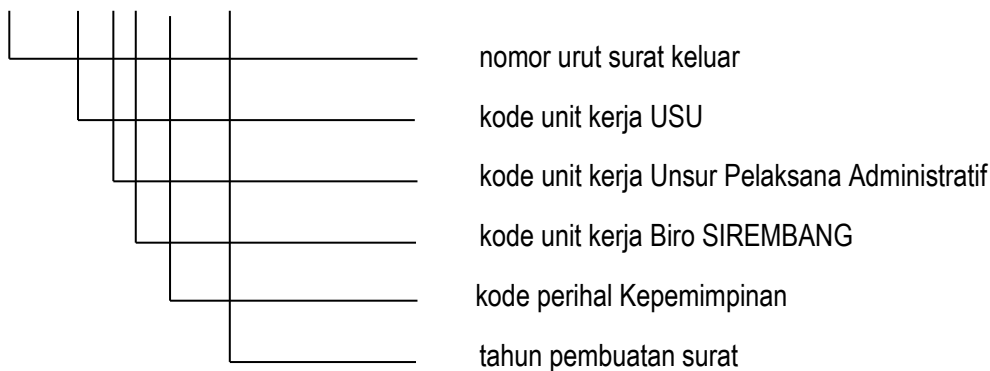 nomor urut surat keluar
kode unit kerja USU
kode unit kerja Unsur Pelaksana Administratif
kode unit kerja Biro SIREMBANG
kode perihal Kepemimpinan
tahun pembuatan surat